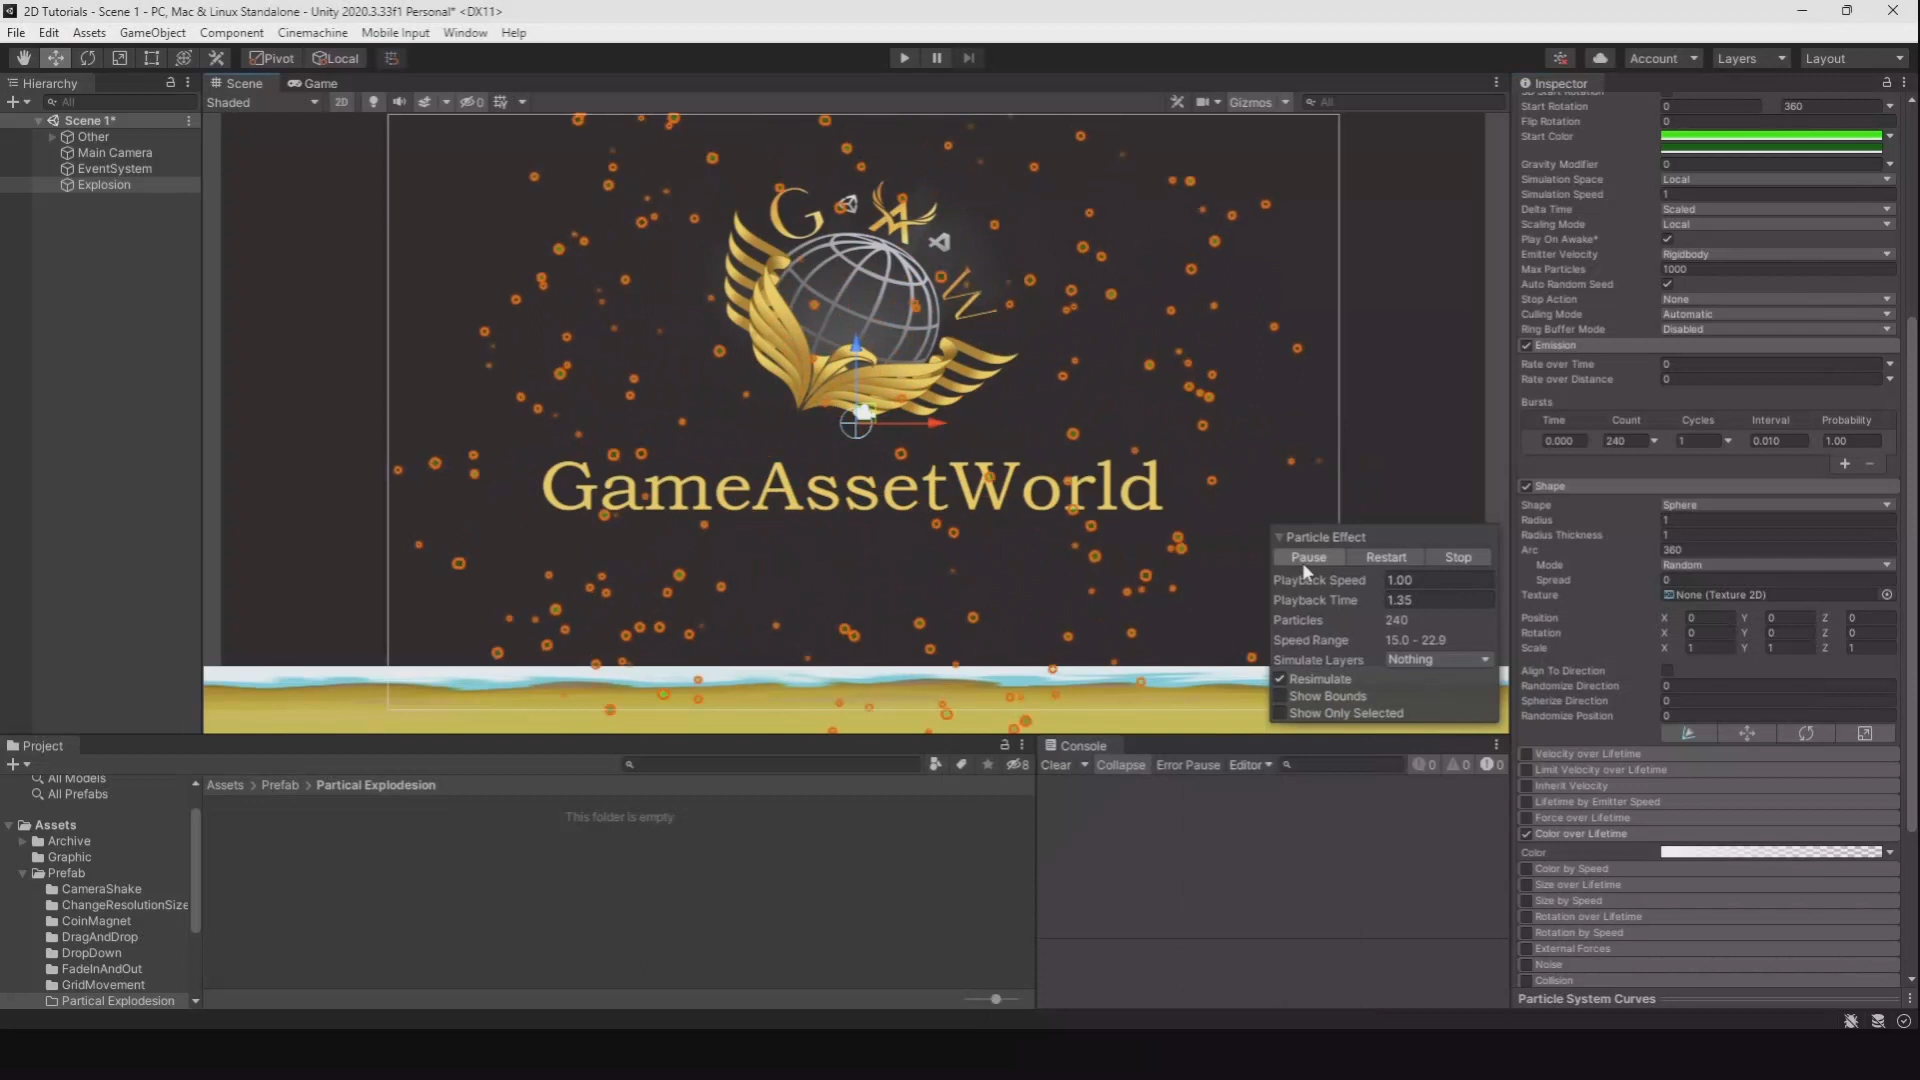 2D Tutorials - Scene 1 - PC, Mac & Linux Standalone - Unity 2020.3.33f1 Personal* <DX11>
File Edit Assets GameObject Component Cinemachine Mobile Input Window Help
Pivot Local Account Layers Layout
Hierarchy
All
Scene 1*
Other
Main Camera
EventSystem
Explosion
Scene Game
Shaded 2D 0 Gizmos All
G A W
GameAssetWorld
Particle Effect
Pause Restart Stop
Playback Speed 1.00
Playback Time 1.35
Particles 240
Speed Range 15.0 - 22.9
Simulate Layers Nothing
Resimulate
Show Bounds
Show Only Selected
Inspector
3D Start Rotation
Start Rotation 0 360
Flip Rotation 0
Start Color
Gravity Modifier 0
Simulation Space Local
Simulation Speed 1
Delta Time Scaled
Scaling Mode Local
Play On Awake*
Emitter Velocity Rigidbody
Max Particles 1000
Auto Random Seed
Stop Action None
Culling Mode Automatic
Ring Buffer Mode Disabled
Emission
Rate over Time 0
Rate over Distance 0
Bursts
Time Count Cycles Interval Probability
0.000 240 1 0.010 1.00
Shape
Shape Sphere
Radius 1
Radius Thickness 1
Arc 360
Mode Random
Spread 0
Texture None (Texture 2D)
Position X 0 Y 0 Z 0
Rotation X 0 Y 0 Z 0
Scale X 1 Y 1 Z 1
Align To Direction
Randomize Direction 0
Spherize Direction 0
Randomize Position 0
Velocity over Lifetime
Limit Velocity over Lifetime
Inherit Velocity
Lifetime by Emitter Speed
Force over Lifetime
Color over Lifetime
Color
Color by Speed
Size over Lifetime
Size by Speed
Rotation over Lifetime
Rotation by Speed
External Forces
Noise
Collision
Particle System Curves
Project
8
All Models
All Prefabs
Assets
Archive
Graphic
Prefab
CameraShake
ChangeResolutionSize
CoinMagnet
DragAndDrop
DropDown
FadeInAndOut
GridMovement
Partical Explodesion
Assets > Prefab > Partical Explodesion
This folder is empty
Console
Clear Collapse Error Pause Editor 0 0 0